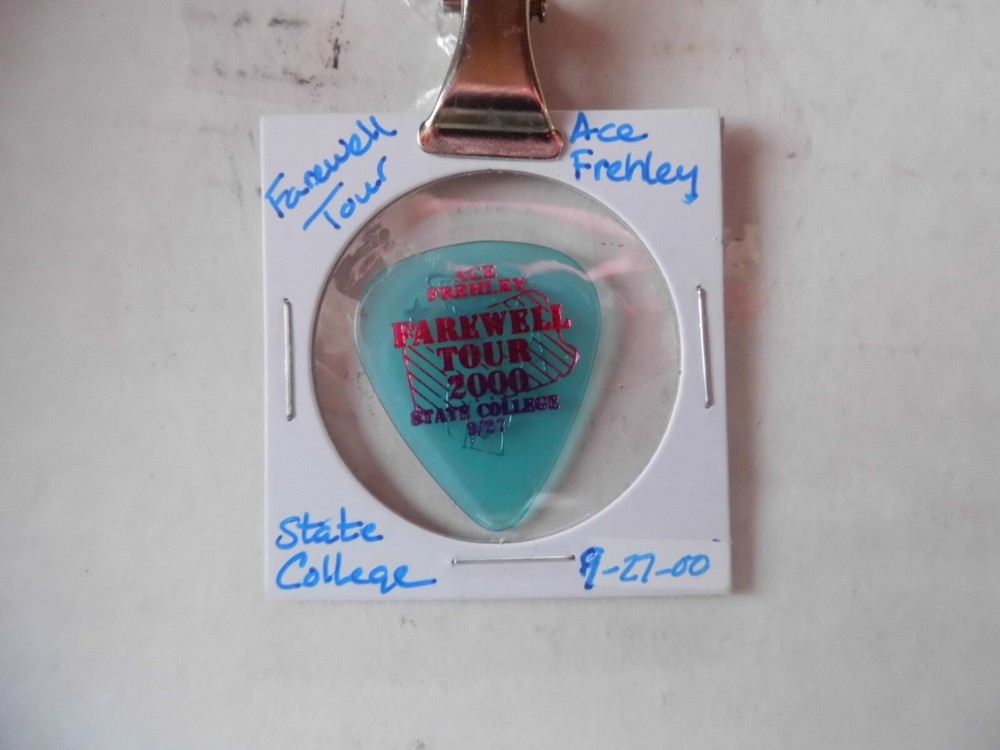 Farewell
Tour
Ace
Frehley
ACE
FREHLEY
FAREWELL
TOUR
2000
STATE COLLEGE
9/27
State
College
9-27-00